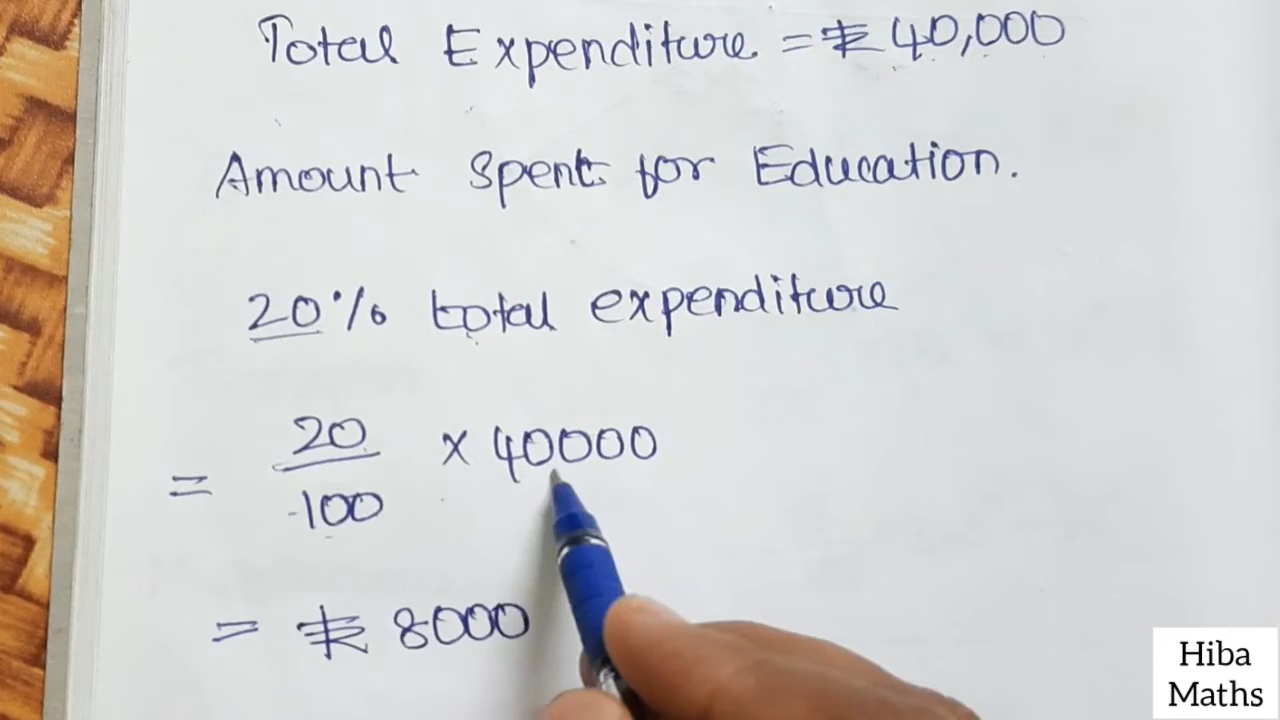 Total Expenditure = ₹ 40,000
Amount spent for Education.
20% total expenditure
= 20/100 × 40000
= ₹ 8000
Hiba
Maths